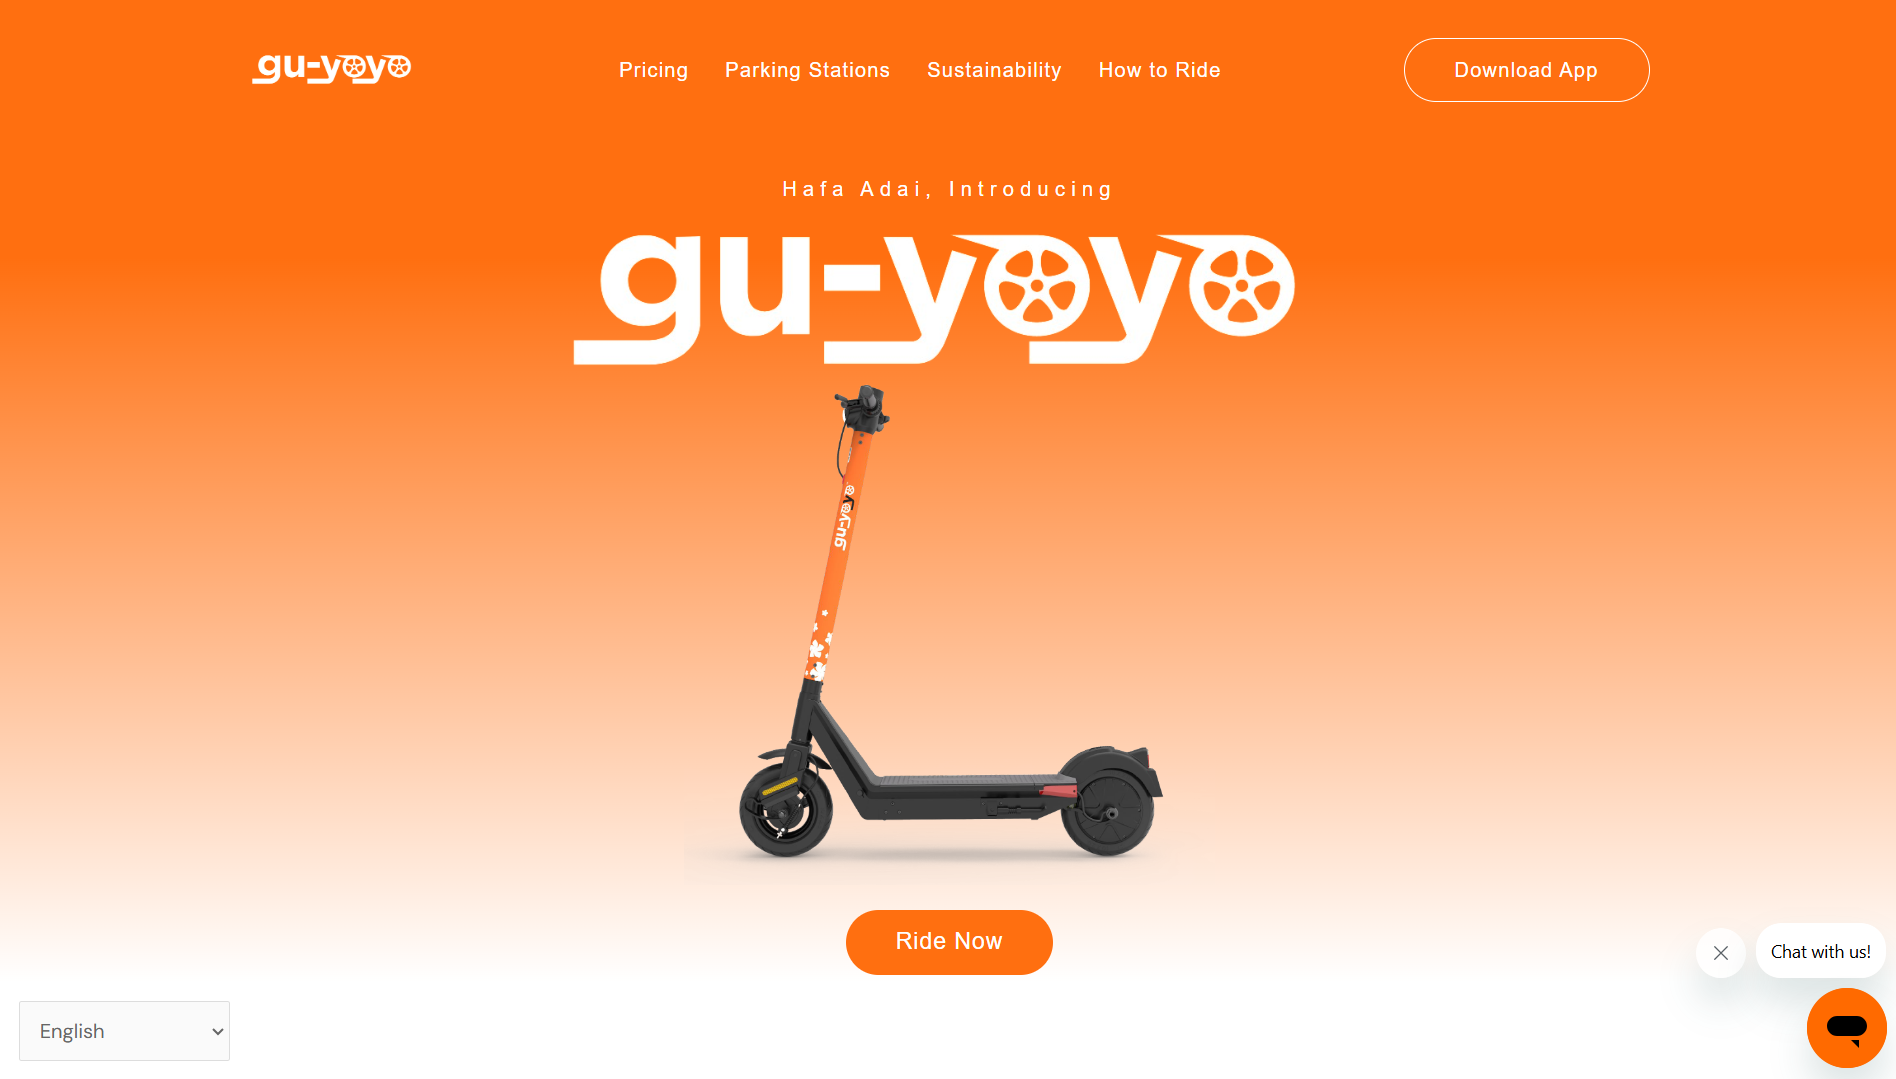 gu-yoyo
Pricing
Parking Stations
Sustainability
How to Ride
Download App
Hafa Adai, Introducing
gu-yoyo
gu-yoyo
Ride Now
Chat with us!
English